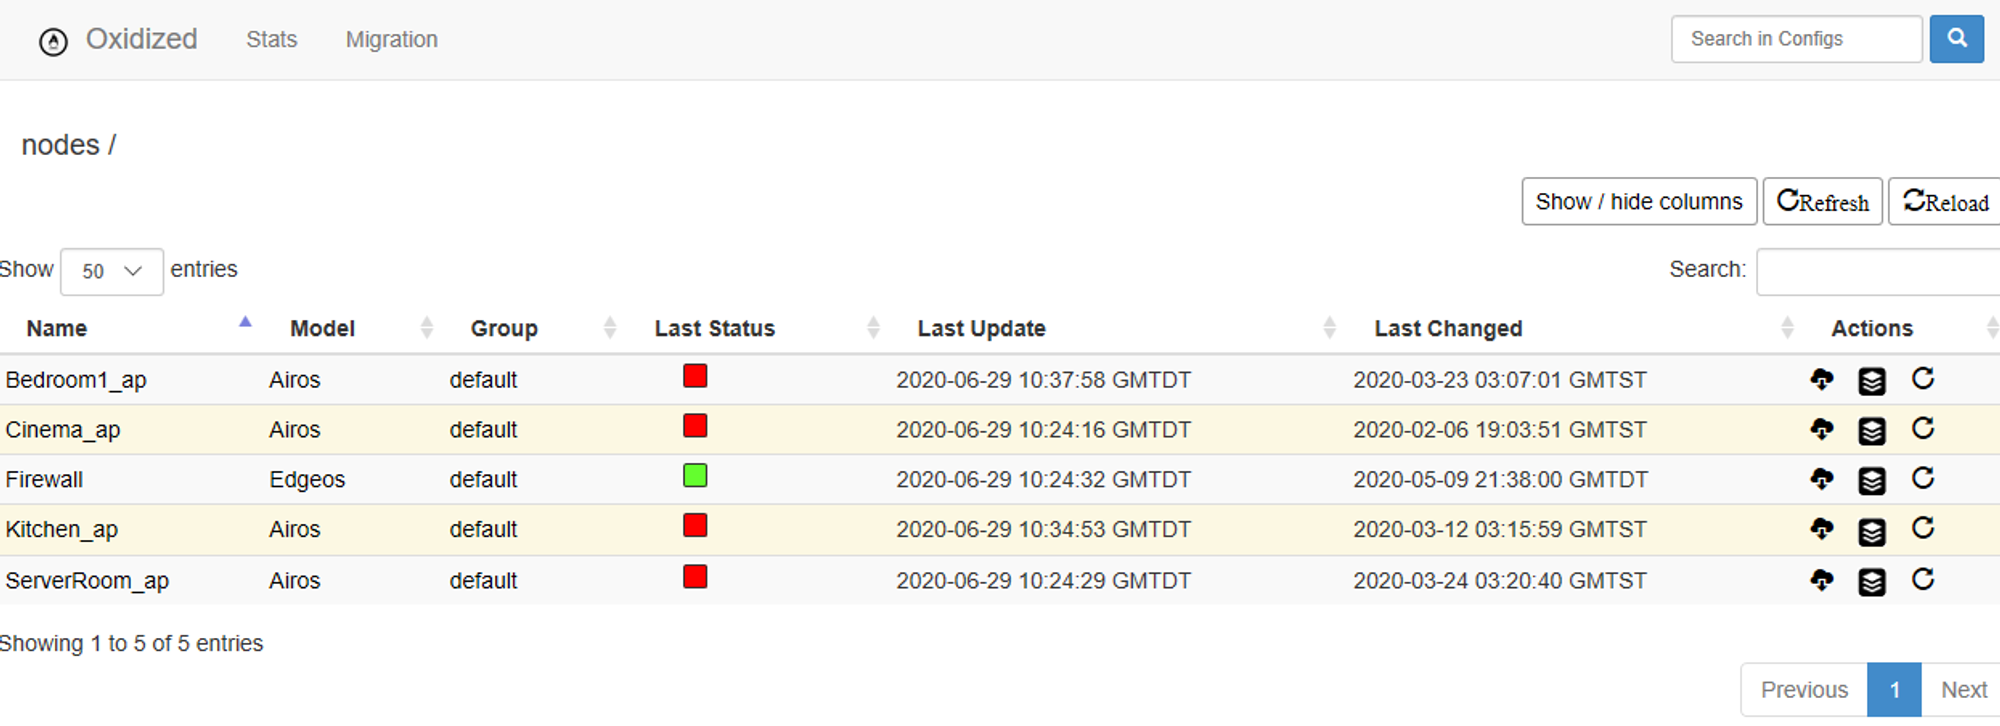 Oxidized Stats Migration Search in Configs
nodes /
Show / hide columns Refresh Reload
Show 50 entries Search:
Name Model Group Last Status Last Update Last Changed Actions
Bedroom1_ap Airos default 2020-06-29 10:37:58 GMTDT 2020-03-23 03:07:01 GMTST
Cinema_ap Airos default 2020-06-29 10:24:16 GMTDT 2020-02-06 19:03:51 GMTST
Firewall Edgeos default 2020-06-29 10:24:32 GMTDT 2020-05-09 21:38:00 GMTDT
Kitchen_ap Airos default 2020-06-29 10:34:53 GMTDT 2020-03-12 03:15:59 GMTST
ServerRoom_ap Airos default 2020-06-29 10:24:29 GMTDT 2020-03-24 03:20:40 GMTST
Showing 1 to 5 of 5 entries
Previous 1 Next